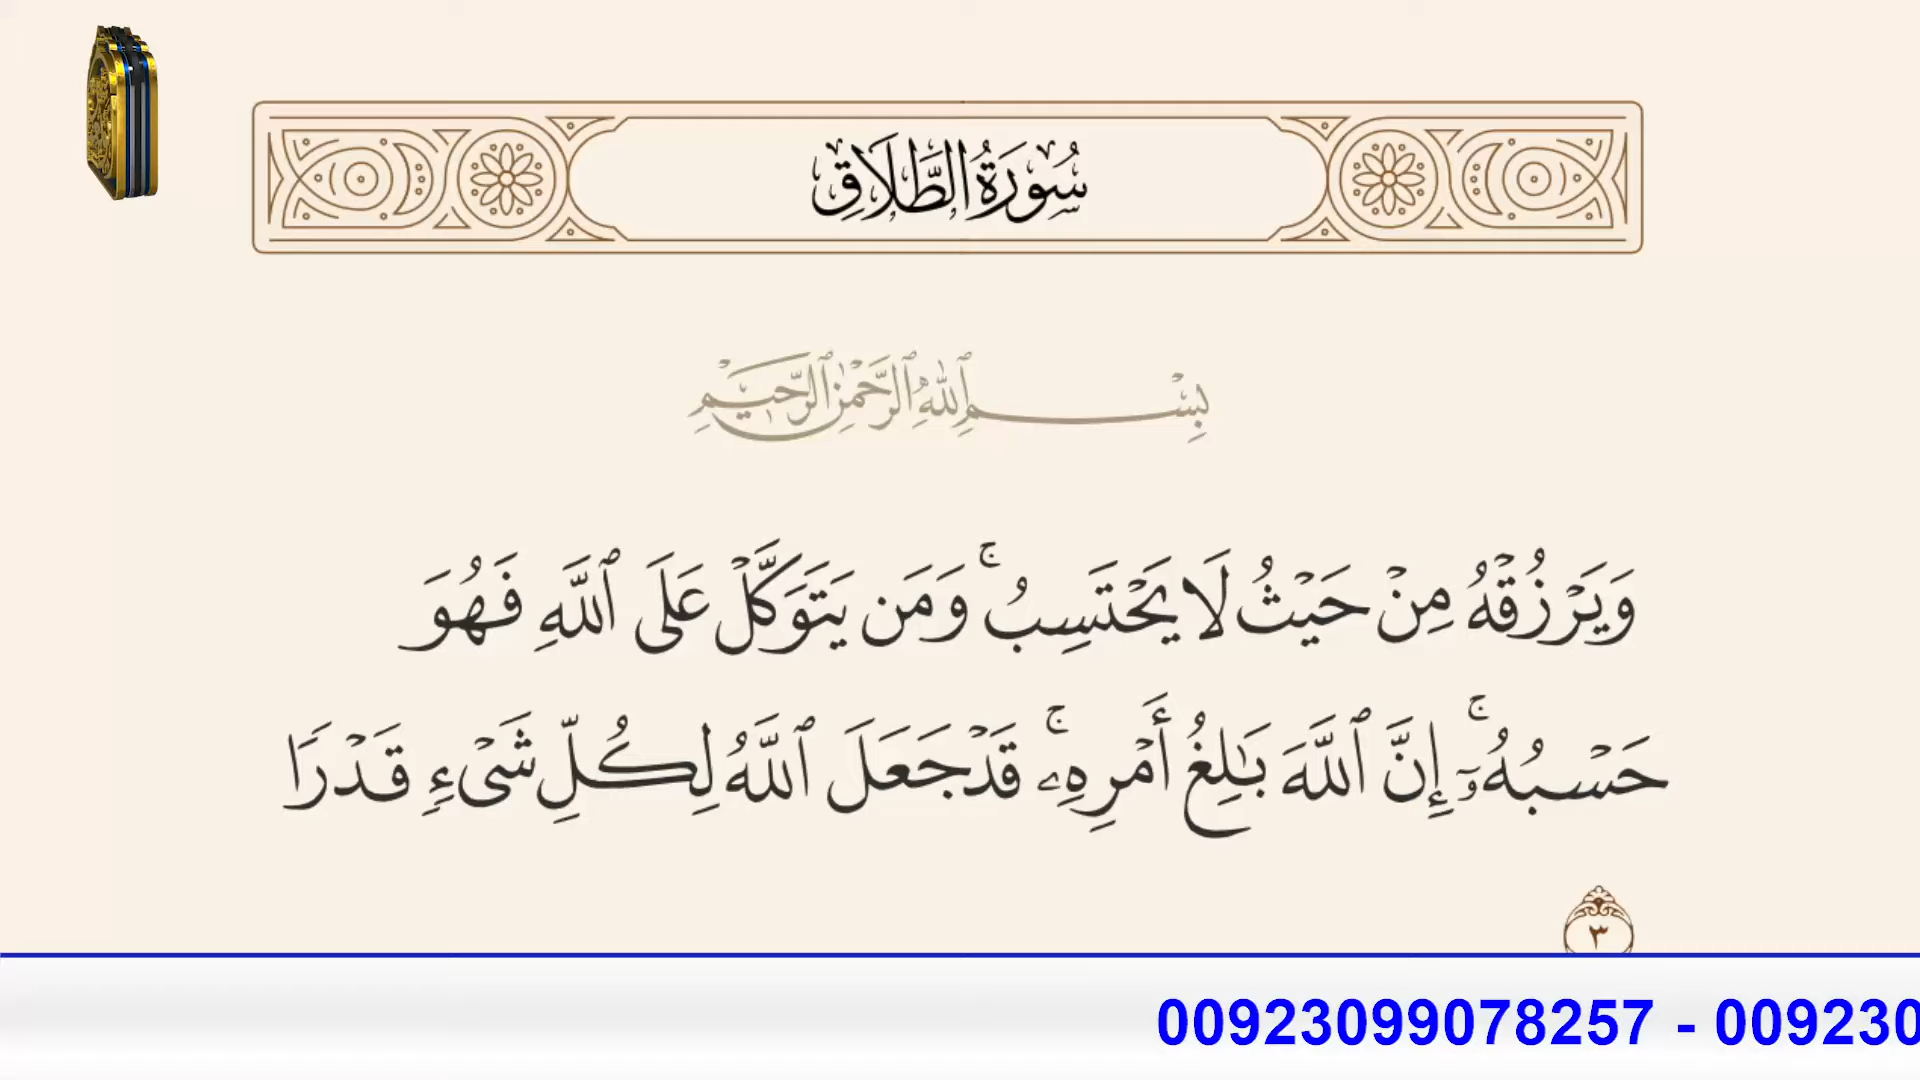 سُورَةُ الطَّلَاقِ
بِسْمِ ٱللَّهِ ٱلرَّحْمَٰنِ ٱلرَّحِيمِ
وَيَرْزُقْهُ مِنْ حَيْثُ لَا يَحْتَسِبُ ۚ وَمَن يَتَوَكَّلْ عَلَى ٱللَّهِ فَهُوَ
حَسْبُهُۥٓ ۚ إِنَّ ٱللَّهَ بَٰلِغُ أَمْرِهِۦ ۚ قَدْ جَعَلَ ٱللَّهُ لِكُلِّ شَىْءٍ قَدْرًا
٣
00923099078257 - 009230